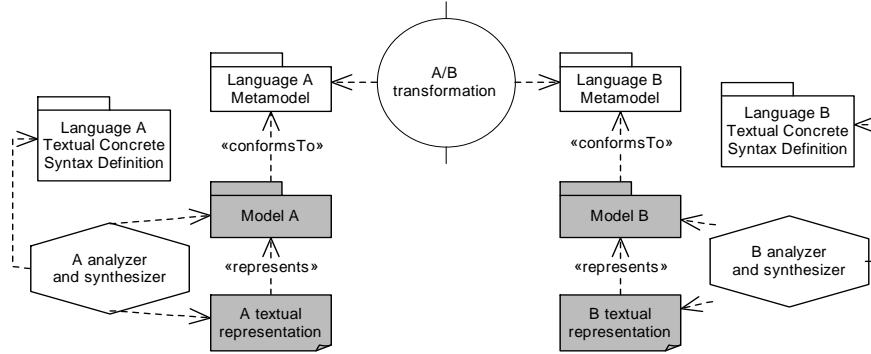 Language A
Metamodel
A/B
transformation
Language B
Metamodel
Language A
Textual Concrete
Syntax Definition
Language B
Textual Concrete
Syntax Definition
«conformsTo»
«conformsTo»
Model A
Model B
A analyzer
and synthesizer
«represents»
«represents»
B analyzer
and synthesizer
A textual
representation
B textual
representation